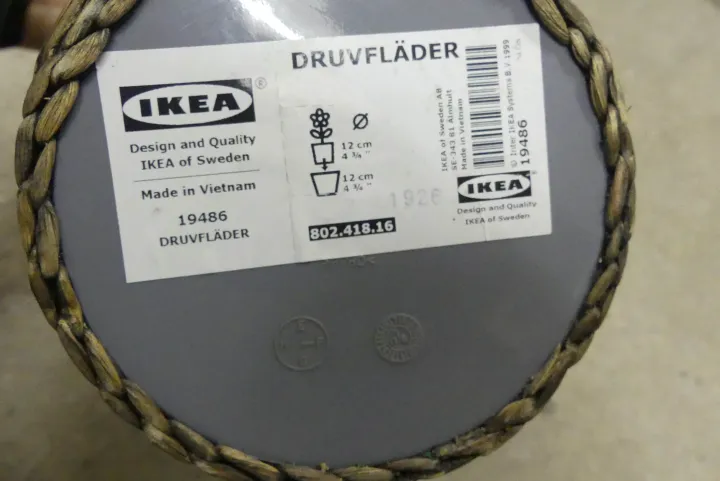 DRUVFLÄDER
IKEA®
Design and Quality
IKEA of Sweden
Made in Vietnam
19486
DRUVFLÄDER
Ø
12 cm
4 ¾ "
12 cm
4 ¾ "
802.418.16
1926
IKEA of Sweden AB
SE-343 81 Älmhult
Made in Vietnam
© Inter IKEA Systems B.V. 1999
19486
IKEA®
Design and Quality
IKEA of Sweden